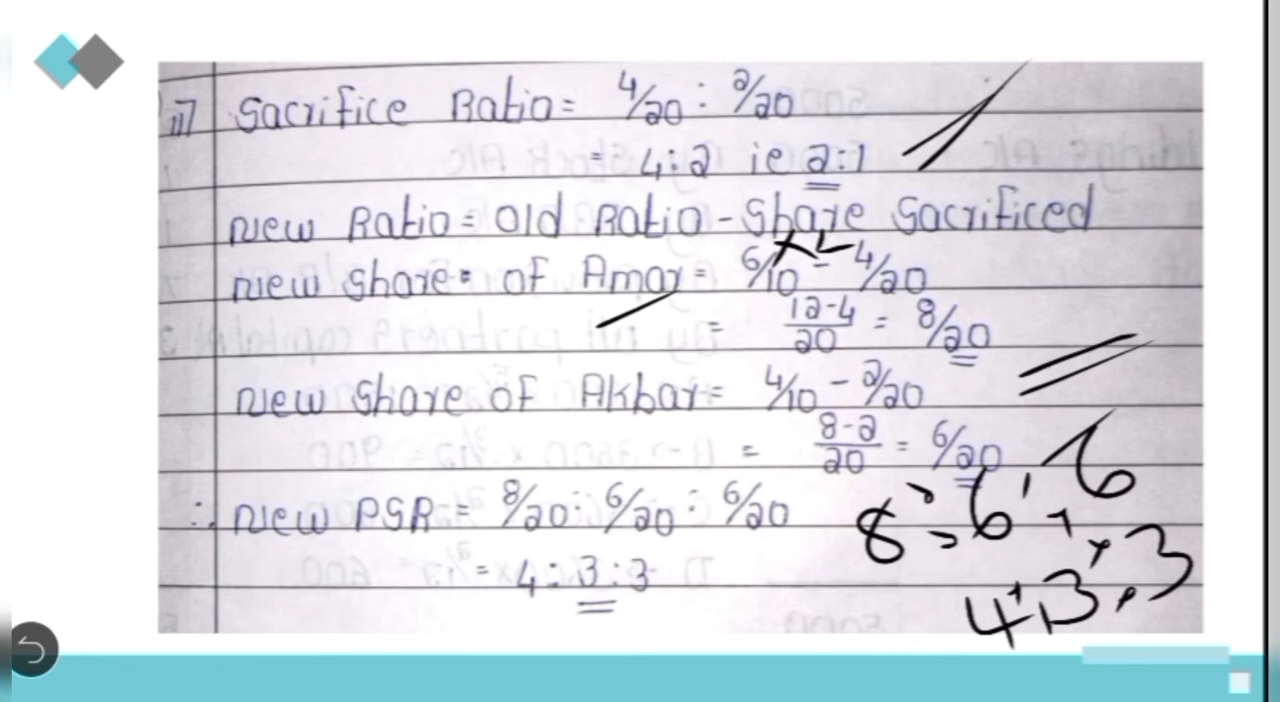 ii] Sacrifice Ratio = 4/20 : 2/20
= 4:2 ie 2:1
New Ratio = Old Ratio - Share Sacrificed
New Share = of Amar = 6/10 - 4/20
= 12-4/20 = 8/20
New Share of Akbar = 4/10 - 2/20
= 8-2/20 = 6/20
∴ New PSR = 8/20 : 6/20 : 6/20
8 : 6 : 6
= 4 : 3 : 3
4 : 3 : 3